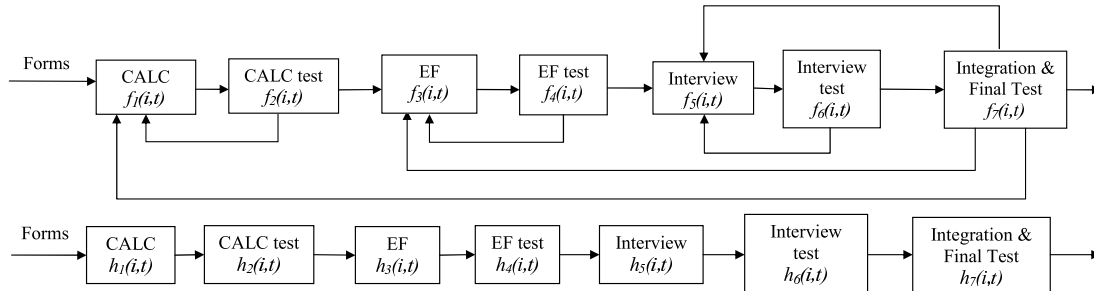 Forms
CALC
f₁(i,t)
CALC test
f₂(i,t)
EF
f₃(i,t)
EF test
f₄(i,t)
Interview
f₅(i,t)
Interview
test
f₆(i,t)
Integration &
Final Test
f₇(i,t)
Forms
CALC
h₁(i,t)
CALC test
h₂(i,t)
EF
h₃(i,t)
EF test
h₄(i,t)
Interview
h₅(i,t)
Interview
test
h₆(i,t)
Integration &
Final Test
h₇(i,t)